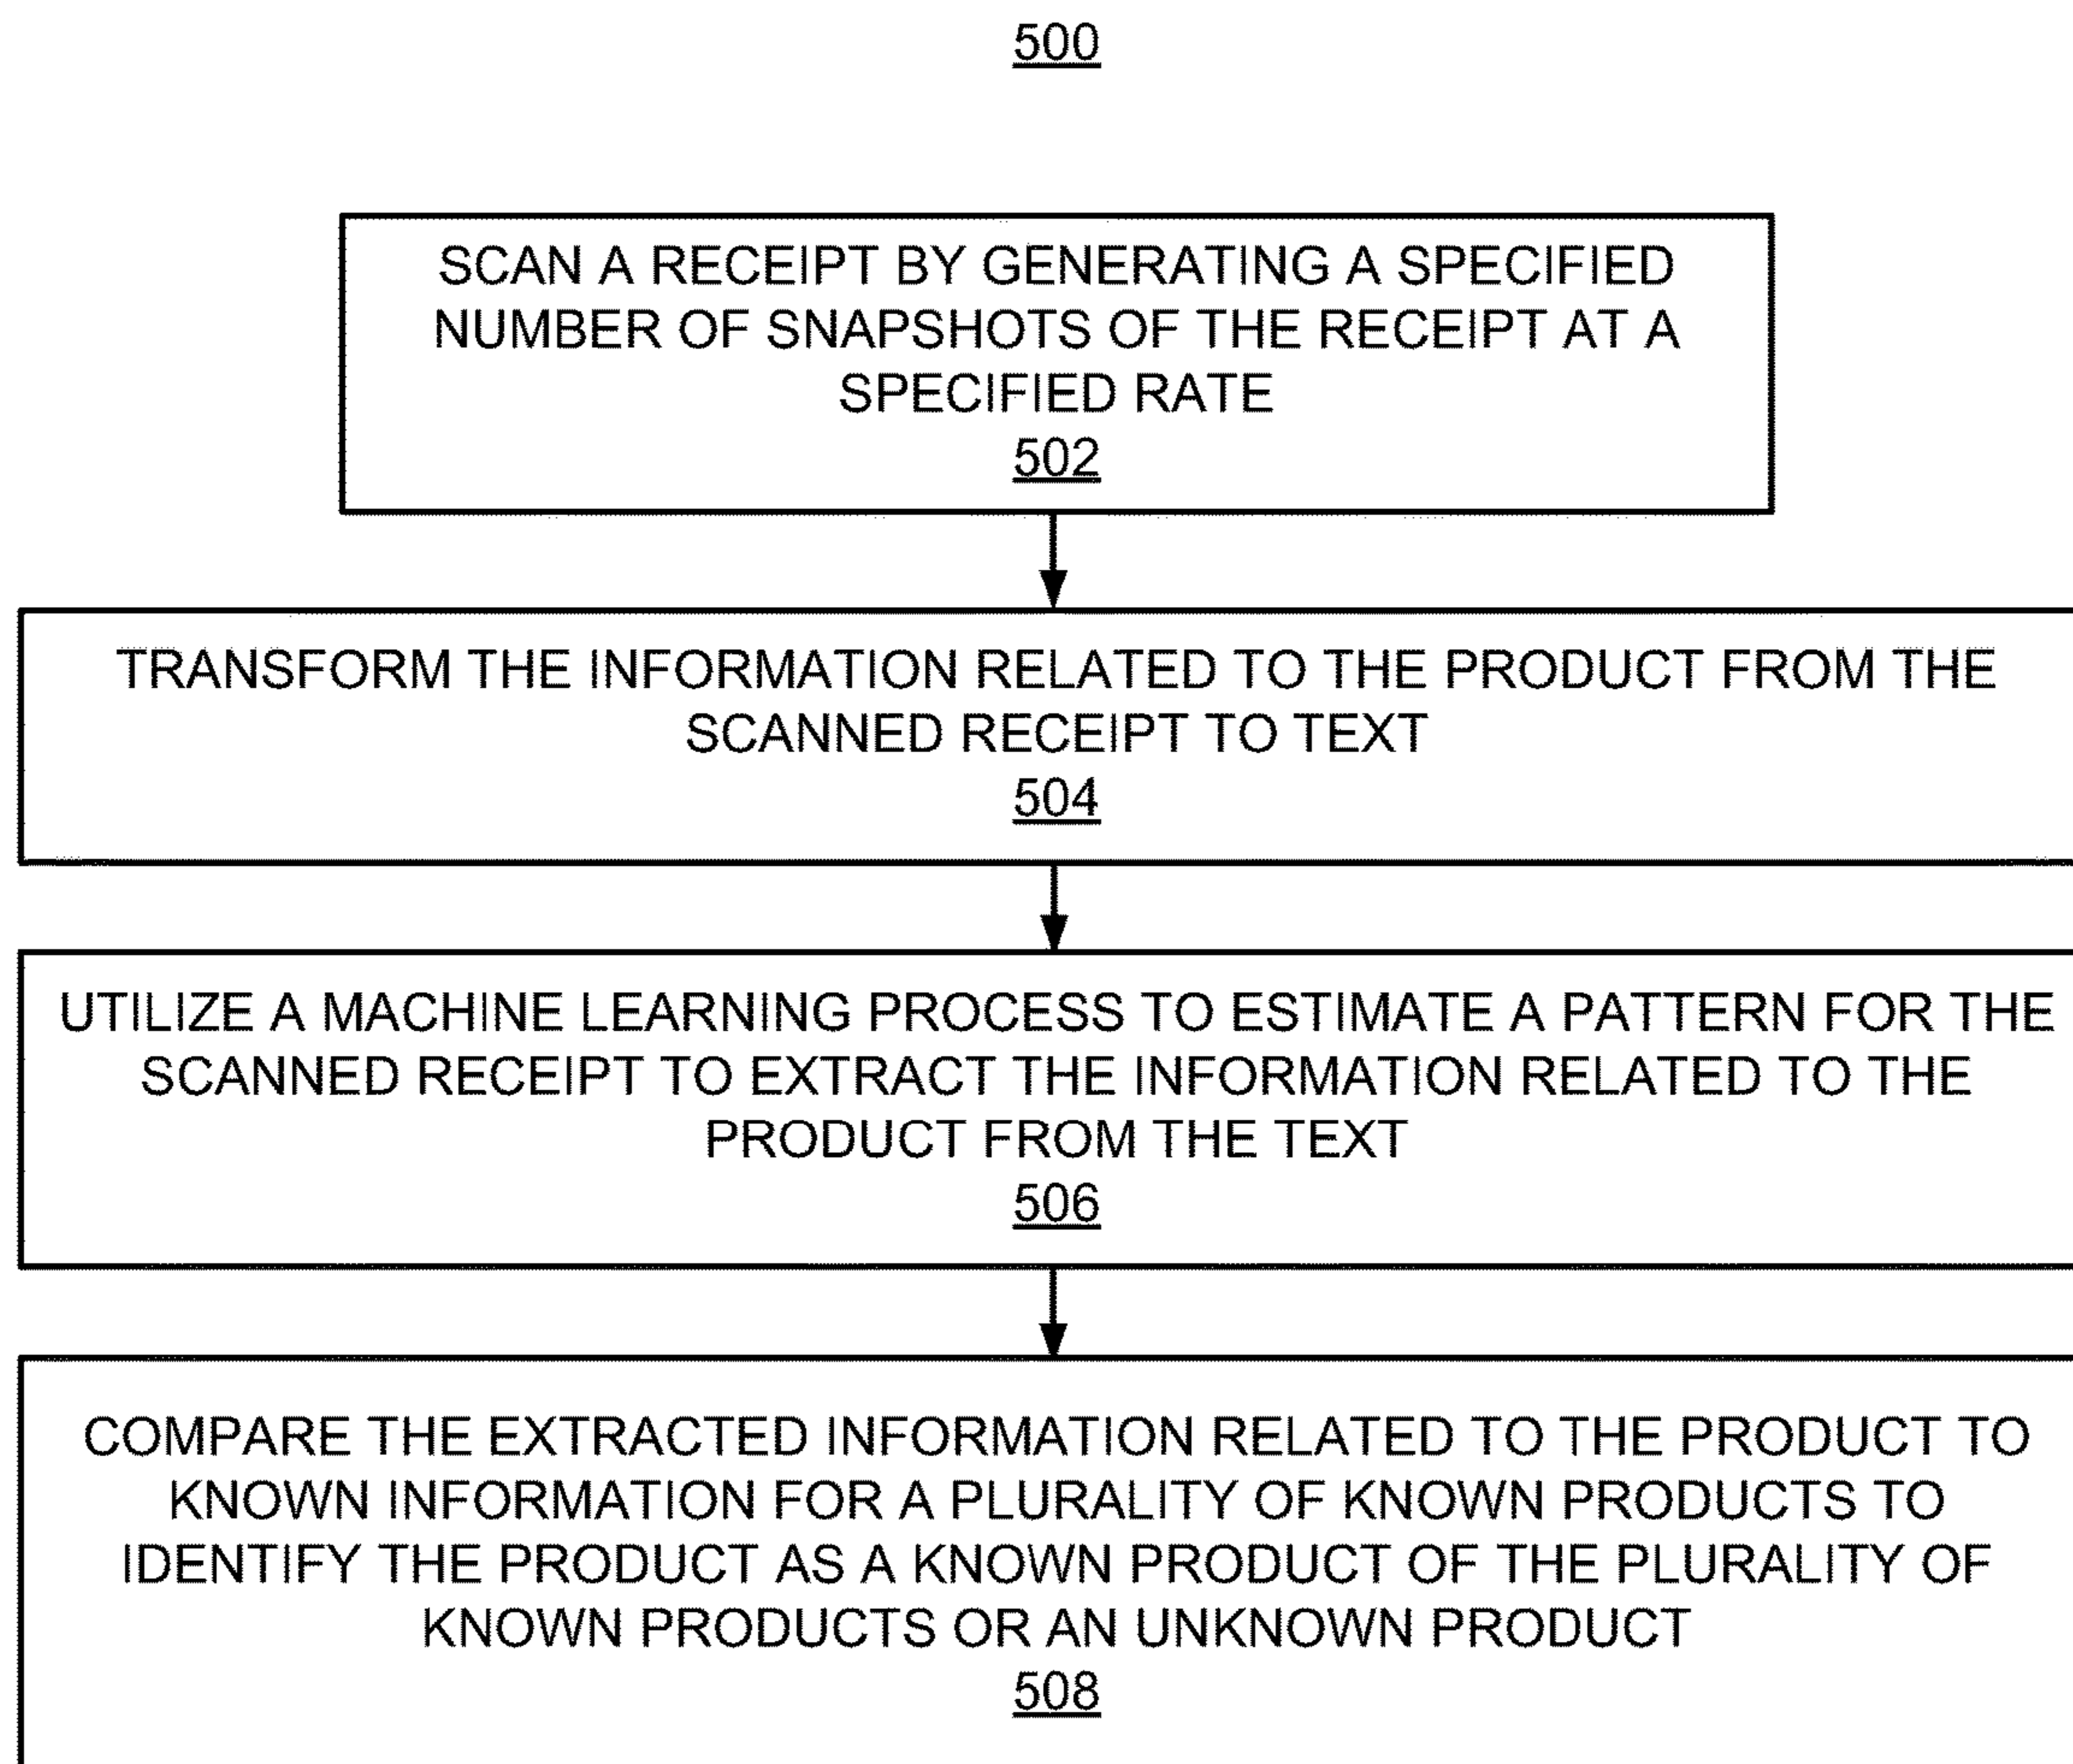 500
SCAN A RECEIPT BY GENERATING A SPECIFIED
NUMBER OF SNAPSHOTS OF THE RECEIPT AT A
SPECIFIED RATE
502
TRANSFORM THE INFORMATION RELATED TO THE PRODUCT FROM THE
SCANNED RECEIPT TO TEXT
504
UTILIZE A MACHINE LEARNING PROCESS TO ESTIMATE A PATTERN FOR THE
SCANNED RECEIPT TO EXTRACT THE INFORMATION RELATED TO THE
PRODUCT FROM THE TEXT
506
COMPARE THE EXTRACTED INFORMATION RELATED TO THE PRODUCT TO
KNOWN INFORMATION FOR A PLURALITY OF KNOWN PRODUCTS TO
IDENTIFY THE PRODUCT AS A KNOWN PRODUCT OF THE PLURALITY OF
KNOWN PRODUCTS OR AN UNKNOWN PRODUCT
508